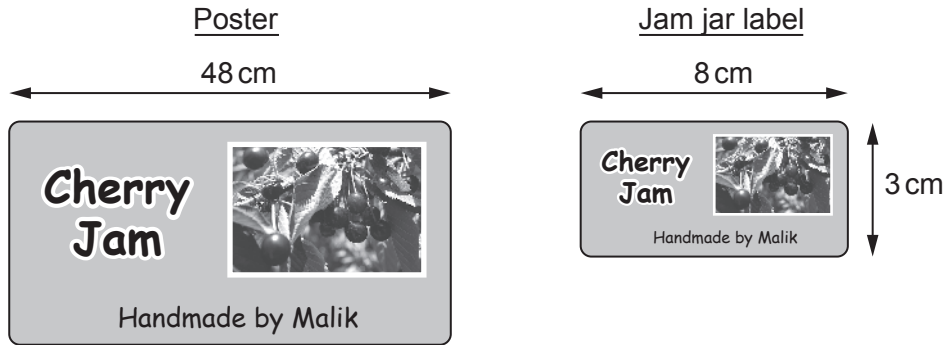 Poster
48 cm
Cherry
Jam
Handmade by Malik
Jam jar label
8 cm
Cherry
Jam
Handmade by Malik
3 cm